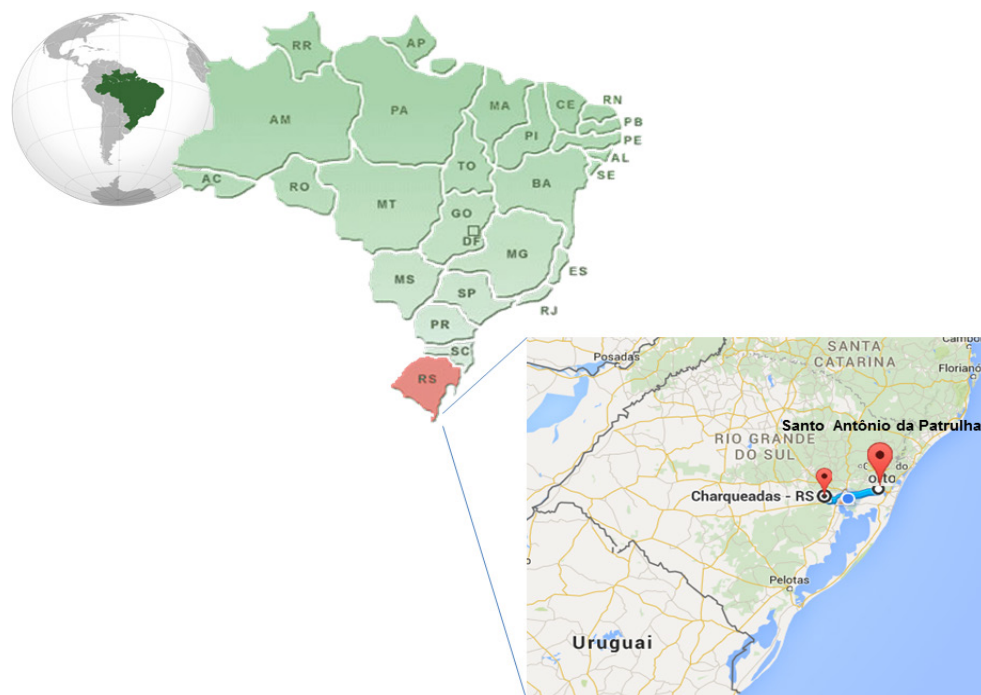 RR
AP
AM
PA
MA
CE
RN
PB
PI
PE
AL
SE
TO
AC
RO
BA
MT
GO
DF
MG
MS
ES
SP
RJ
PR
SC
RS
SANTA
CATARINA
Posadas
Florian
Santo Antônio da Patrulha
RIO GRANDE
DO SUL
Charqueadas - RS
Pelotas
Uruguai